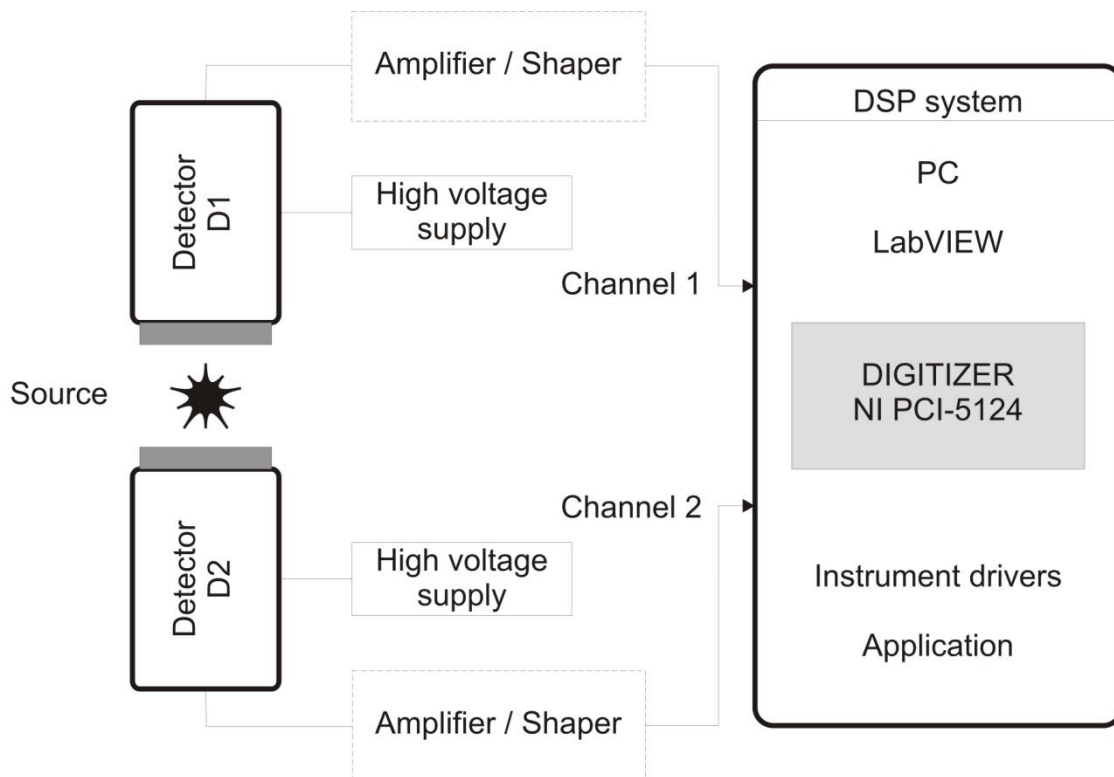 Amplifier / Shaper
DSP system
Detector
D1
PC
High voltage
supply
LabVIEW
Channel 1
Source
DIGITIZER
NI PCI-5124
Channel 2
Detector
D2
High voltage
supply
Instrument drivers
Application
Amplifier / Shaper